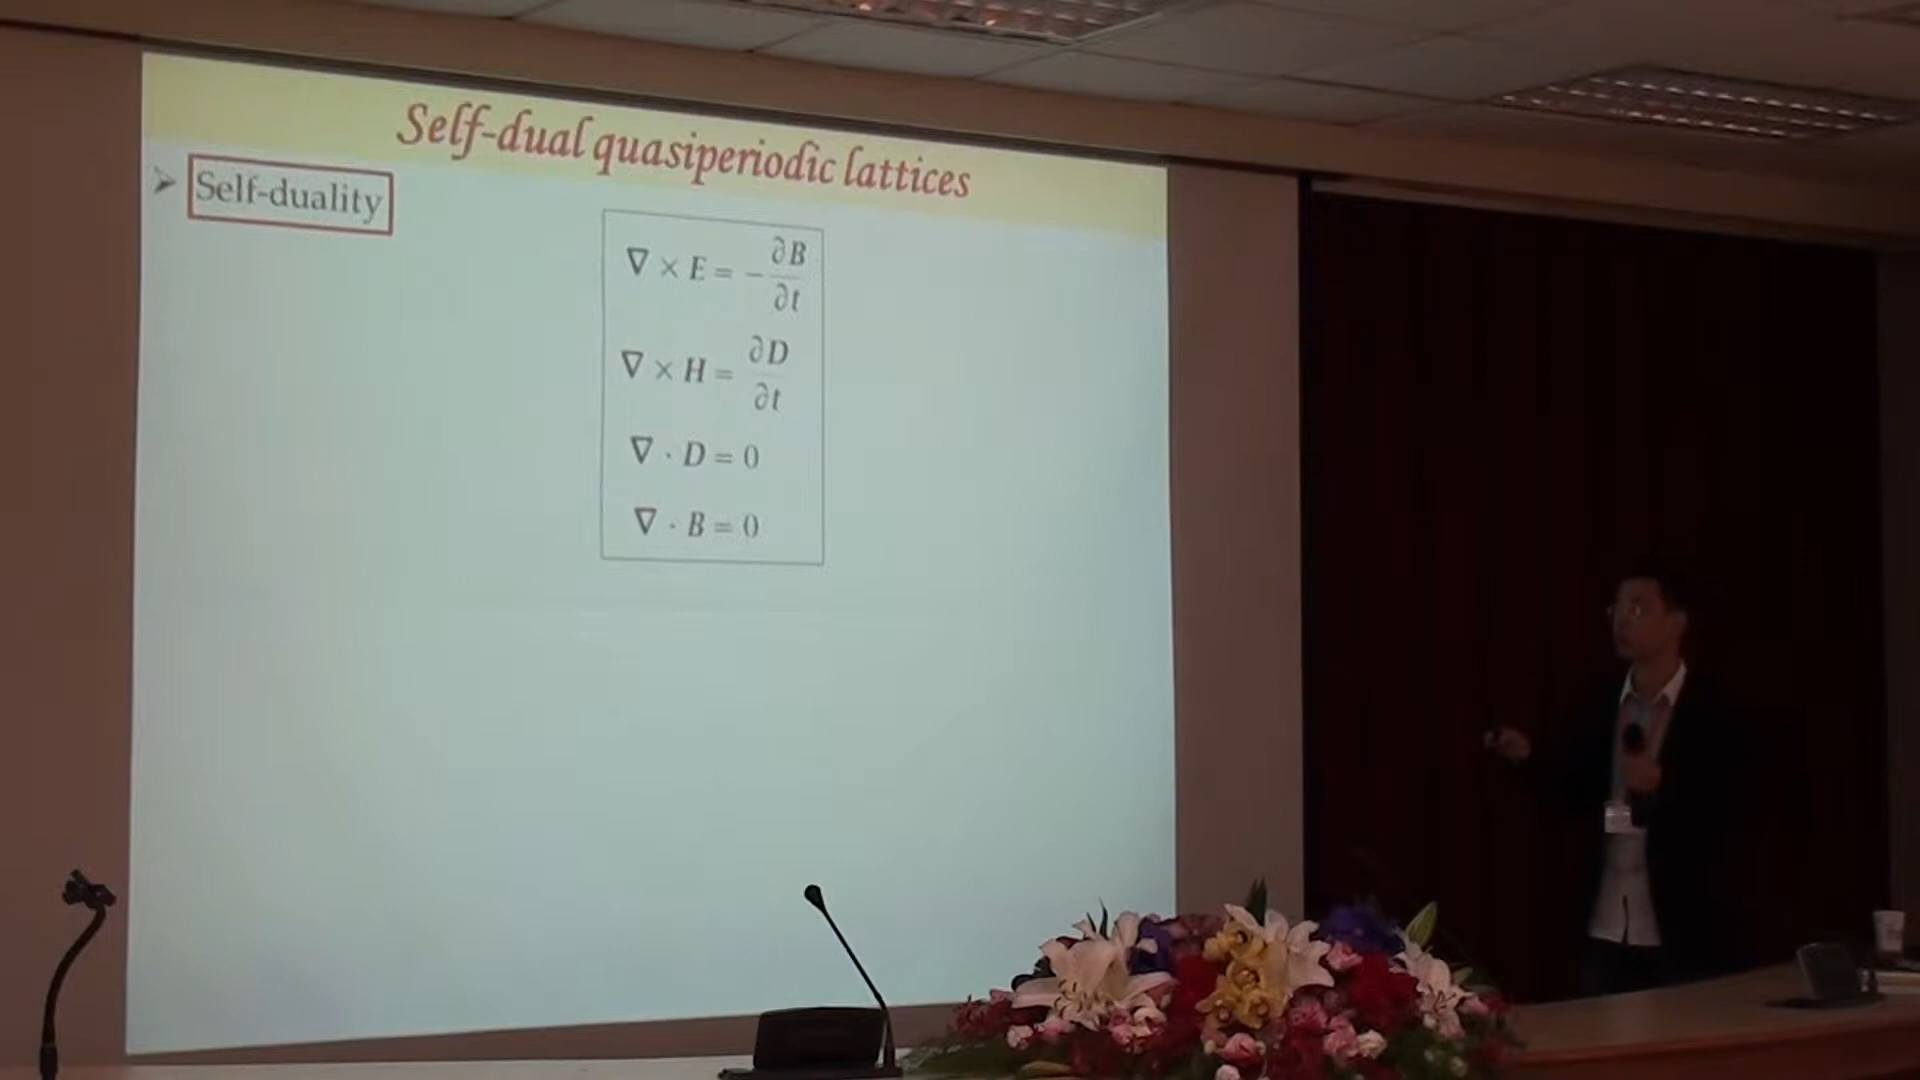 Self-dual quasiperiodic lattices
➢ Self-duality
∇ × E = − ∂B/∂t
∇ × H = ∂D/∂t
∇ · D = 0
∇ · B = 0